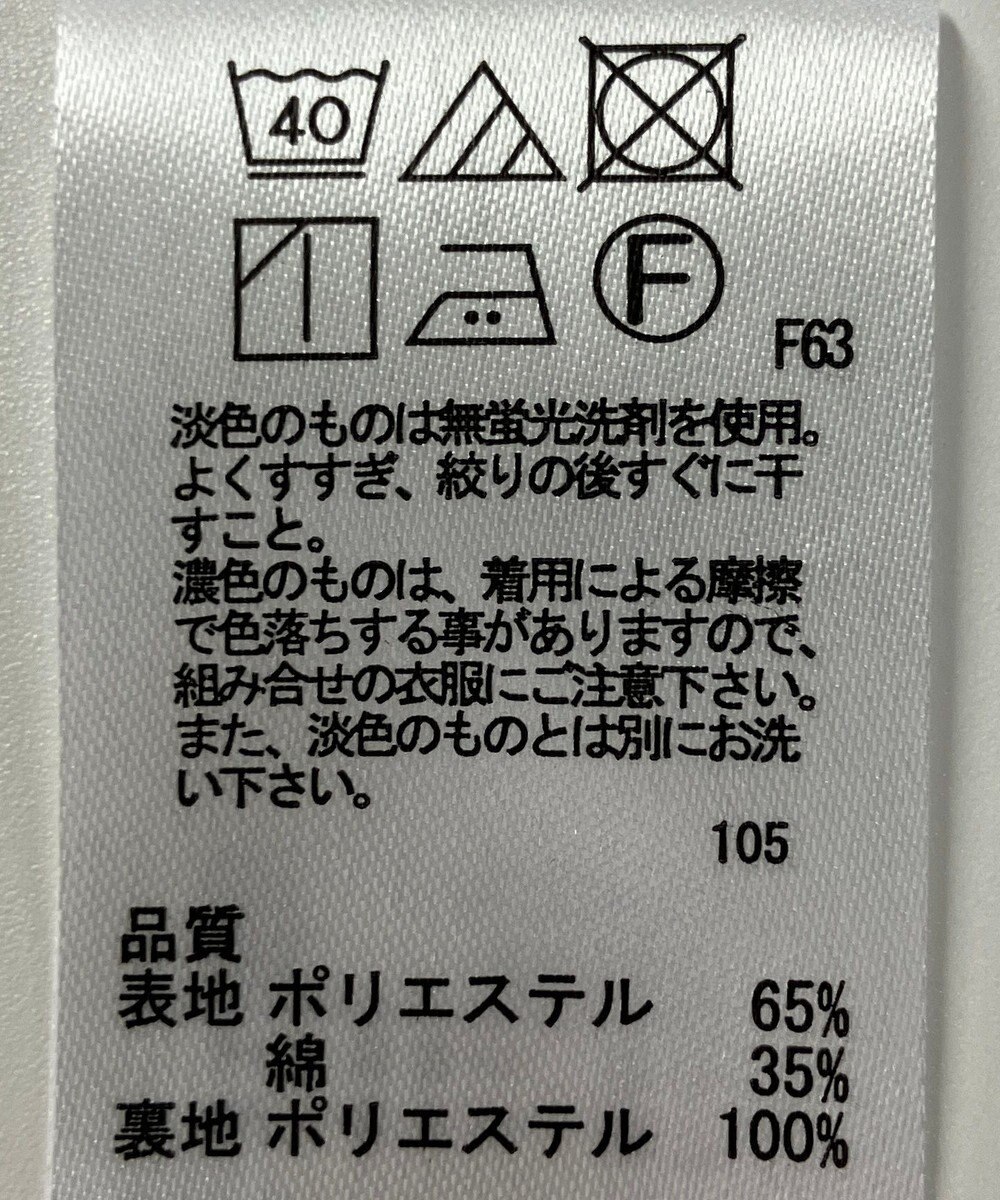 40
F
F63
淡色のものは無蛍光洗剤を使用。
よくすすぎ、絞りの後すぐに干
すこと。
濃色のものは、着用による摩擦
で色落ちする事がありますので、
組み合せの衣服にご注意下さい。
また、淡色のものとは別にお洗
い下さい。
105
品質
表地 ポリエステル 65%
綿 35%
裏地 ポリエステル 100%